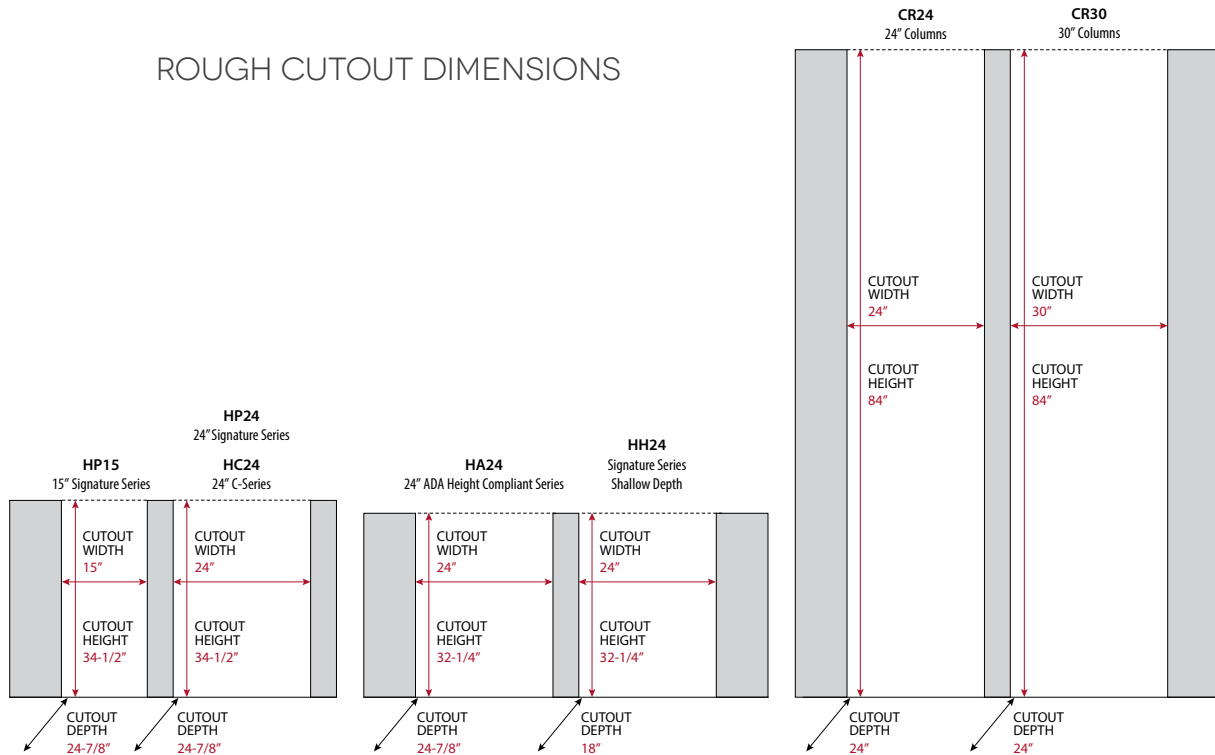 ROUGH CUTOUT DIMENSIONS
CR24
24” Columns
CR30
30” Columns
CUTOUT
WIDTH
24”
CUTOUT
HEIGHT
84”
CUTOUT
DEPTH
24”
CUTOUT
WIDTH
30”
CUTOUT
HEIGHT
84”
CUTOUT
DEPTH
24”
HP15
15” Signature Series
CUTOUT
WIDTH
15”
CUTOUT
HEIGHT
34-1/2”
CUTOUT
DEPTH
24-7/8”
HP24
24” Signature Series
HC24
24” C-Series
CUTOUT
WIDTH
24”
CUTOUT
HEIGHT
34-1/2”
CUTOUT
DEPTH
24-7/8”
HA24
24” ADA Height Compliant Series
CUTOUT
WIDTH
24”
CUTOUT
HEIGHT
32-1/4”
CUTOUT
DEPTH
24-7/8”
HH24
Signature Series
Shallow Depth
CUTOUT
WIDTH
24”
CUTOUT
HEIGHT
32-1/4”
CUTOUT
DEPTH
18”